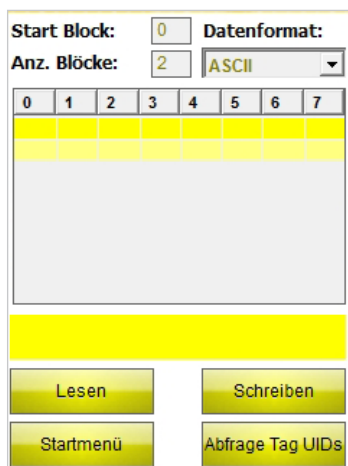 Start Block: 0 Datenformat:
Anz. Blöcke: 2 ASCII
0 1 2 3 4 5 6 7
Lesen Schreiben
Startmenü Abfrage Tag UIDs